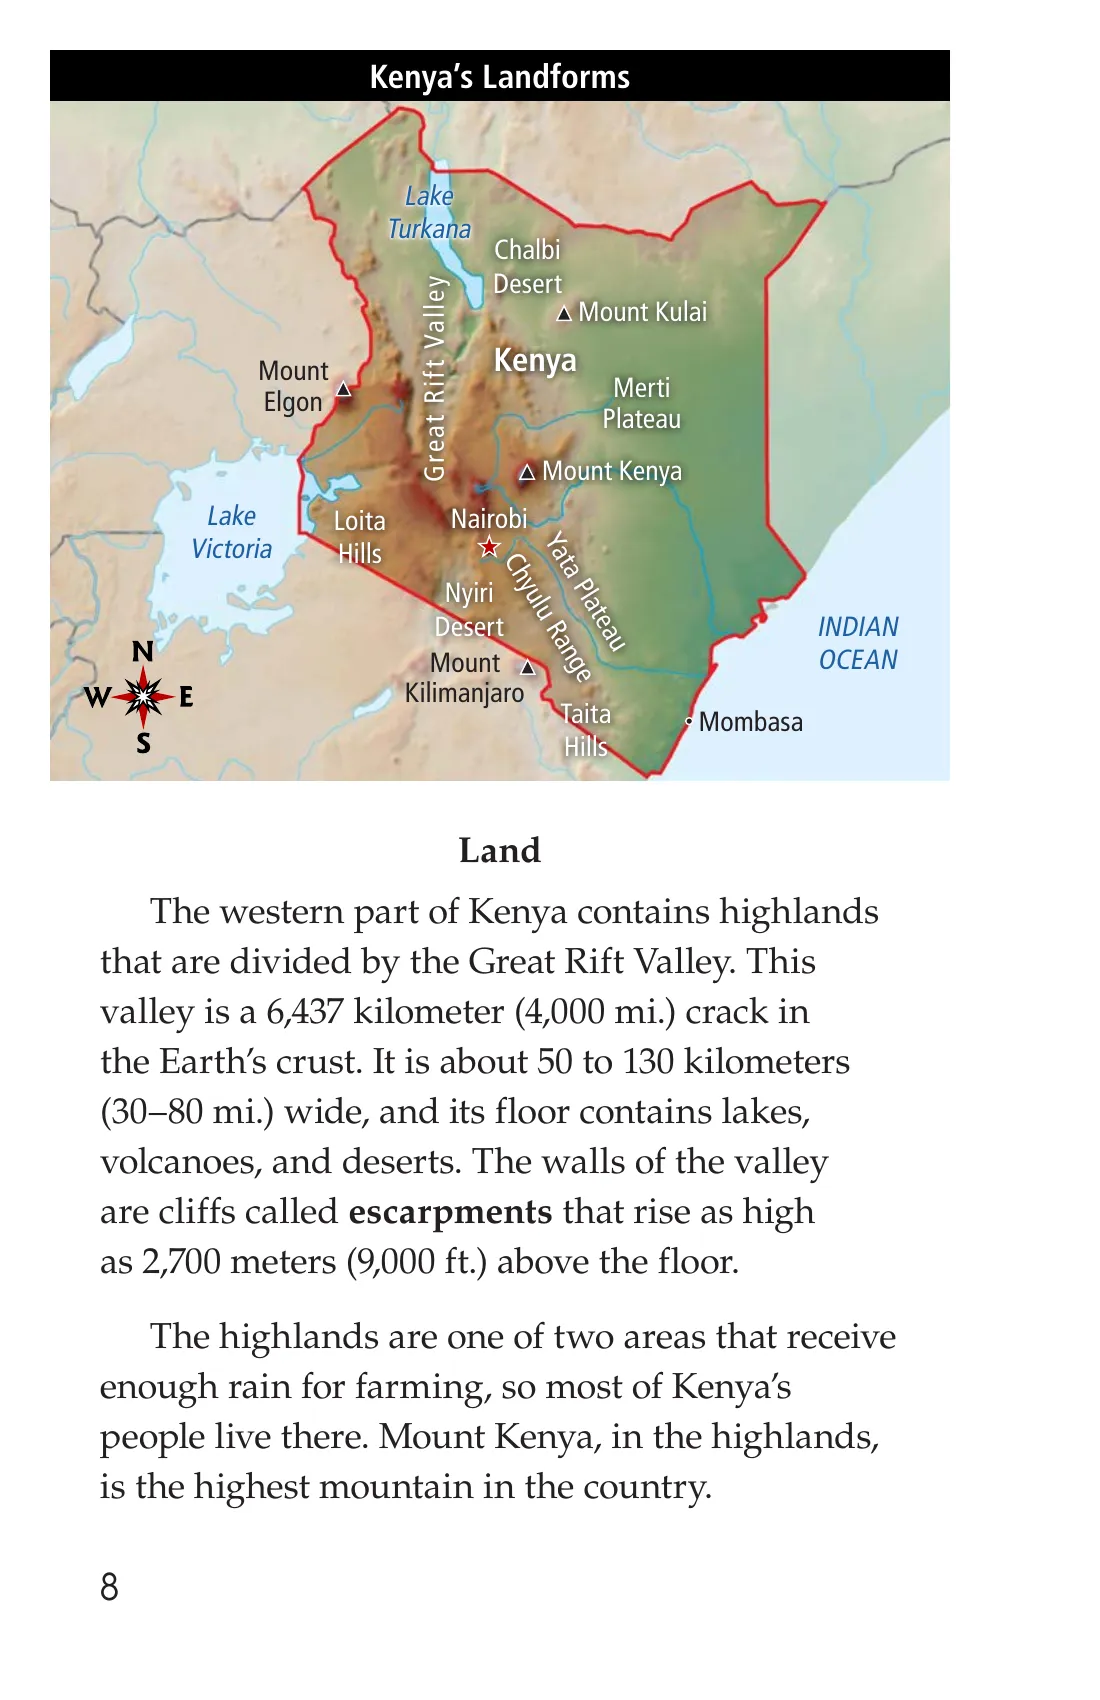 Kenya’s Landforms
Lake
Turkana
Chalbi
Desert
Mount Kulai
Great Rift Valley
Kenya
Mount
Elgon
Merti
Plateau
Mount Kenya
Lake
Victoria
Loita
Hills
Nairobi
Yata Plateau
Chyulu Range
Nyiri
Desert
INDIAN
OCEAN
Mount
Kilimanjaro
N
W E
S
Taita
Hills
Mombasa
Land
The western part of Kenya contains highlands
that are divided by the Great Rift Valley. This
valley is a 6,437 kilometer (4,000 mi.) crack in
the Earth’s crust. It is about 50 to 130 kilometers
(30–80 mi.) wide, and its floor contains lakes,
volcanoes, and deserts. The walls of the valley
are cliffs called escarpments that rise as high
as 2,700 meters (9,000 ft.) above the floor.
The highlands are one of two areas that receive
enough rain for farming, so most of Kenya’s
people live there. Mount Kenya, in the highlands,
is the highest mountain in the country.
8